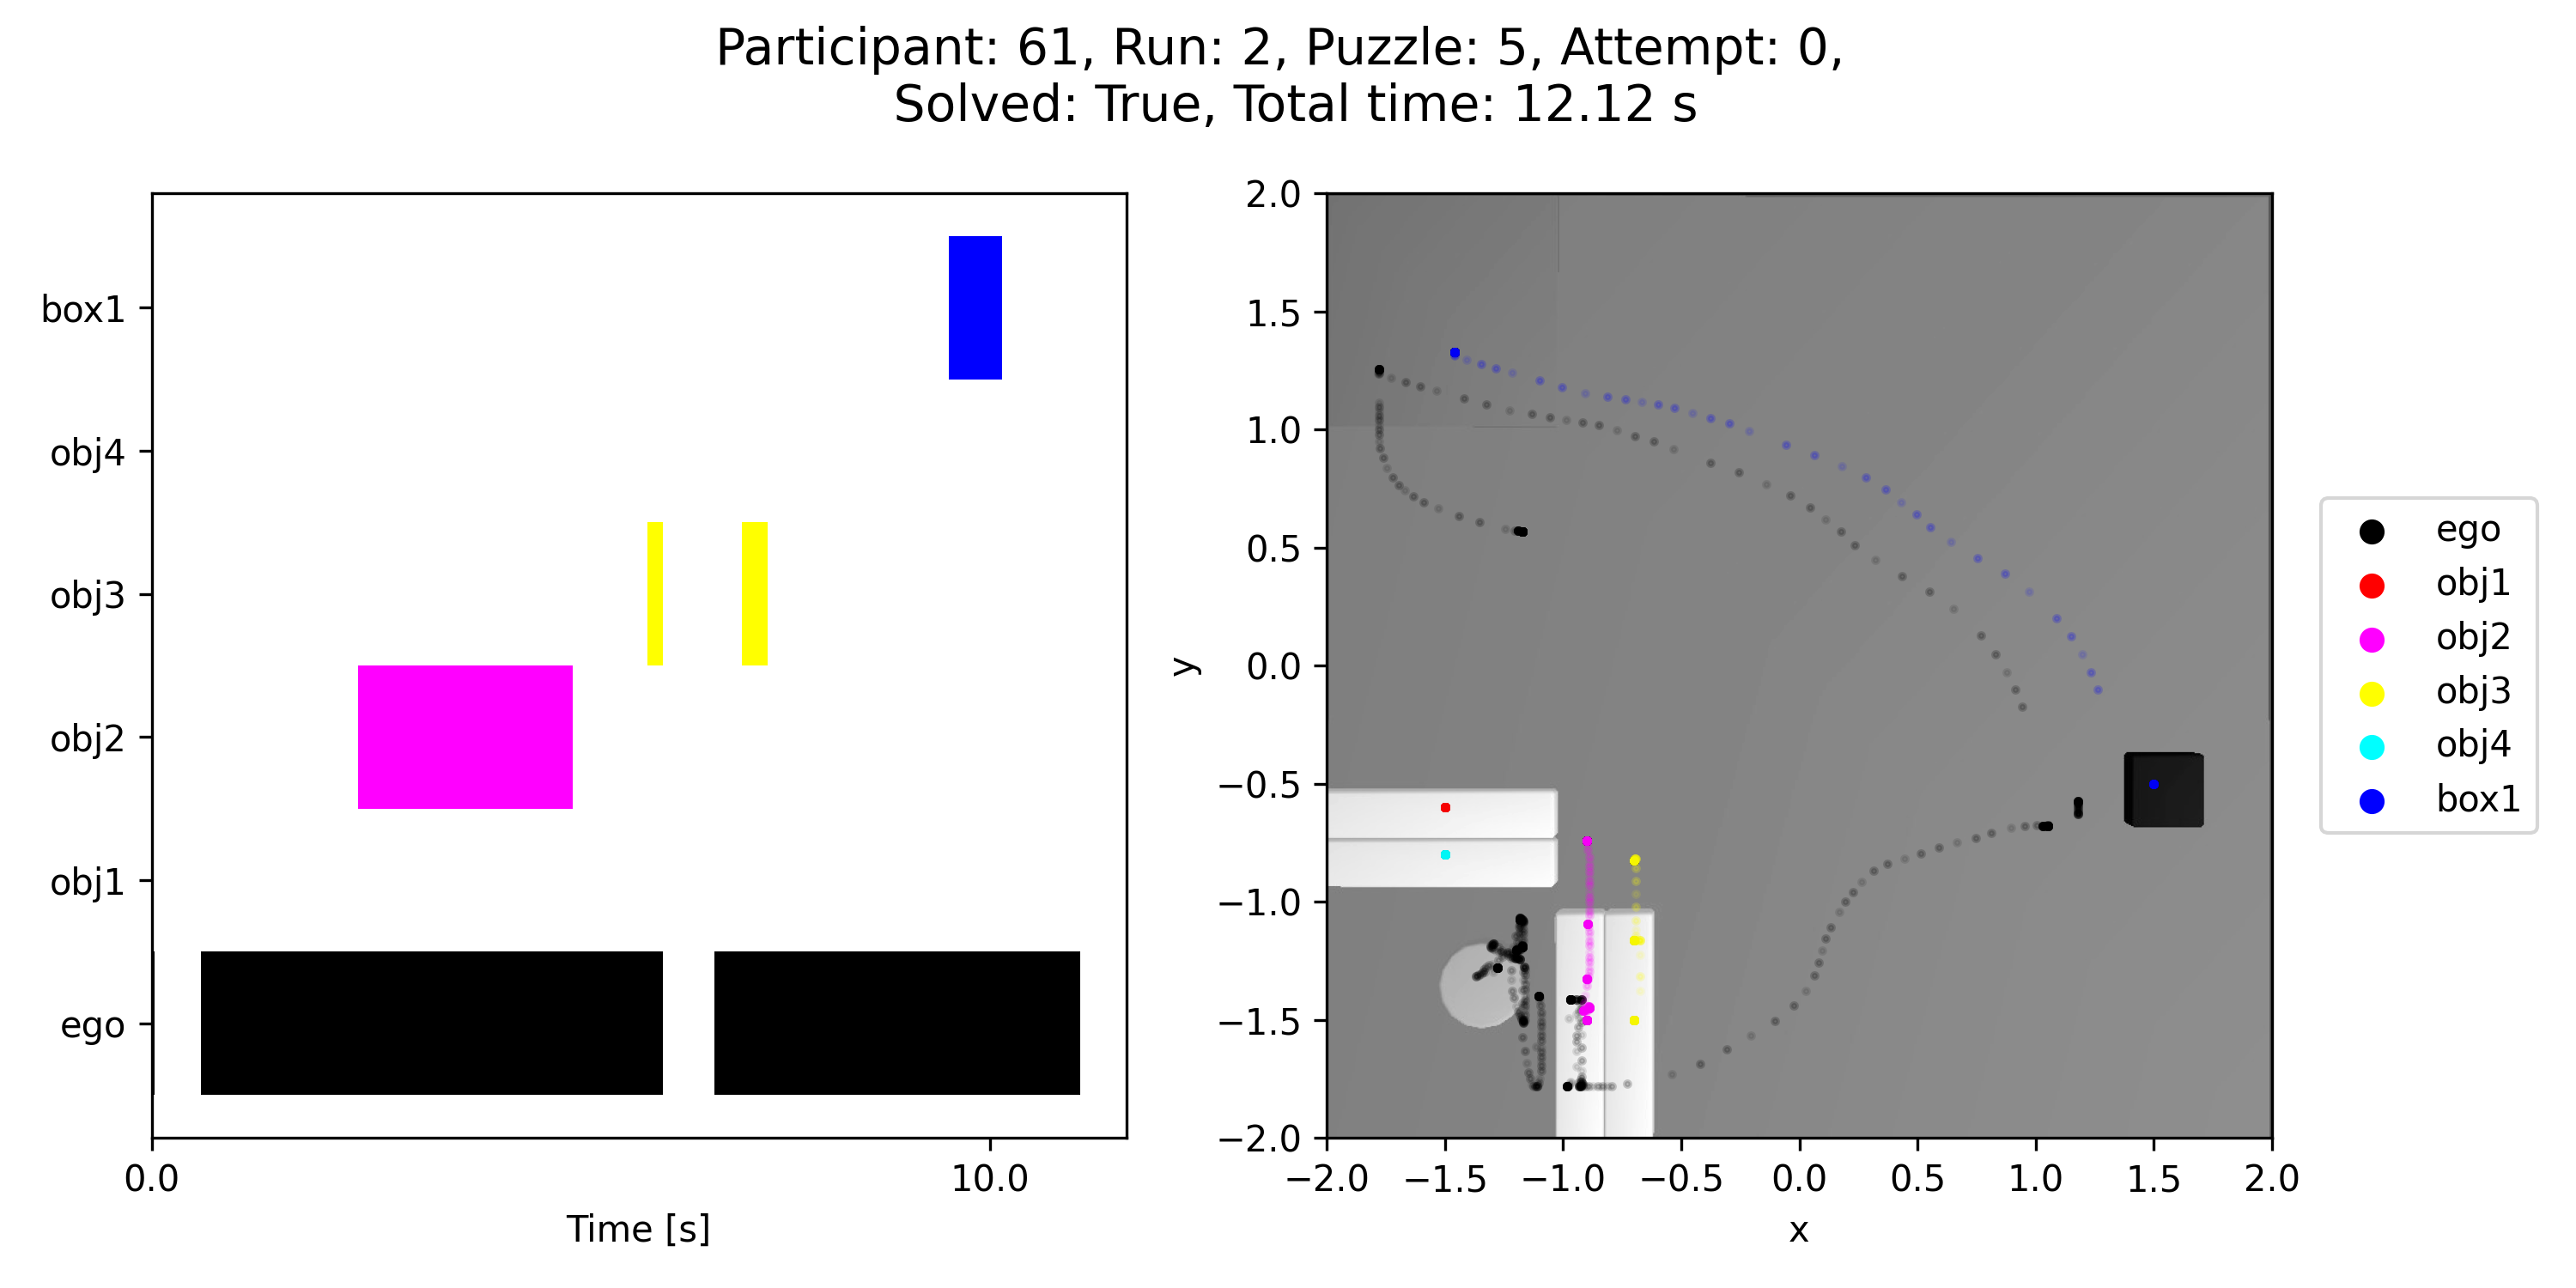 Participant: 61, Run: 2, Puzzle: 5, Attempt: 0,
Solved: True, Total time: 12.12 s
box1
obj4
obj3
obj2
obj1
ego
0.0
10.0
Time [s]
2.0
1.5
1.0
0.5
0.0
−0.5
−1.0
−1.5
−2.0
y
−2.0
−1.5
−1.0
−0.5
0.0
0.5
1.0
1.5
2.0
x
ego
obj1
obj2
obj3
obj4
box1